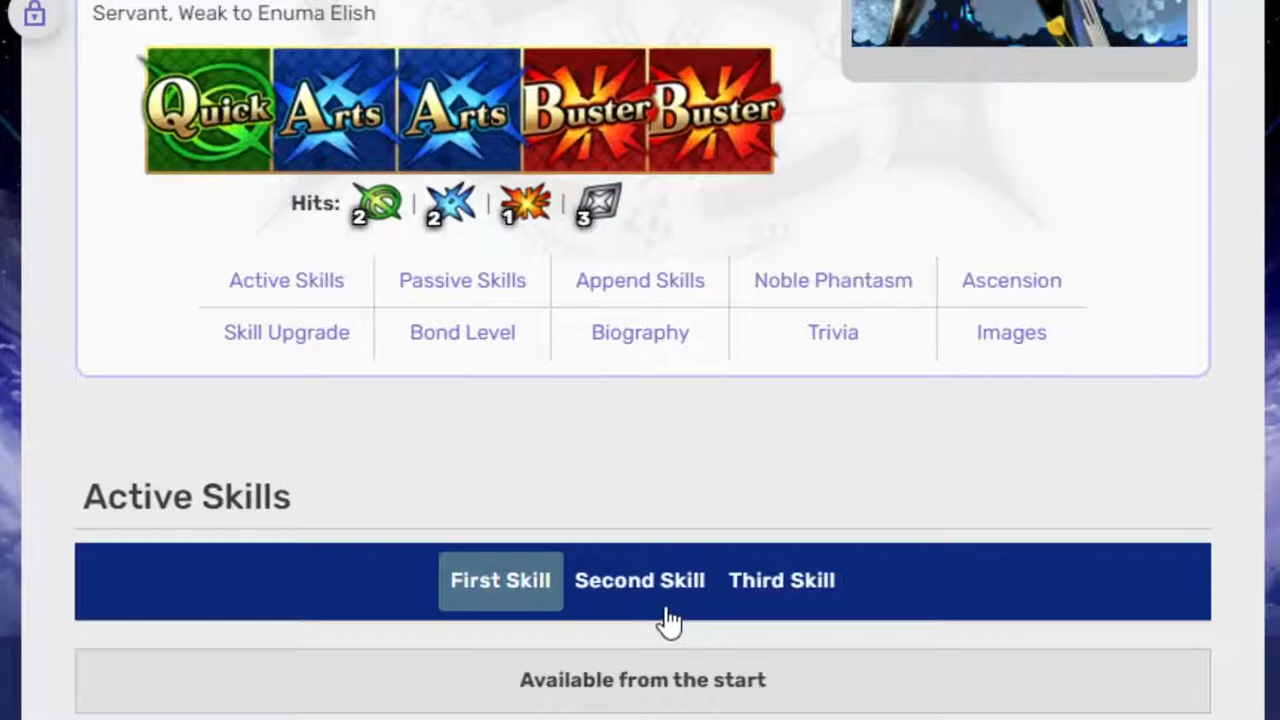 Servant, Weak to Enuma Elish
Quick Arts Arts Buster Buster
Hits: 2 | 2 | 1 | 3
Active Skills Passive Skills Append Skills Noble Phantasm Ascension
Skill Upgrade Bond Level Biography Trivia Images
Active Skills
First Skill Second Skill Third Skill
Available from the start